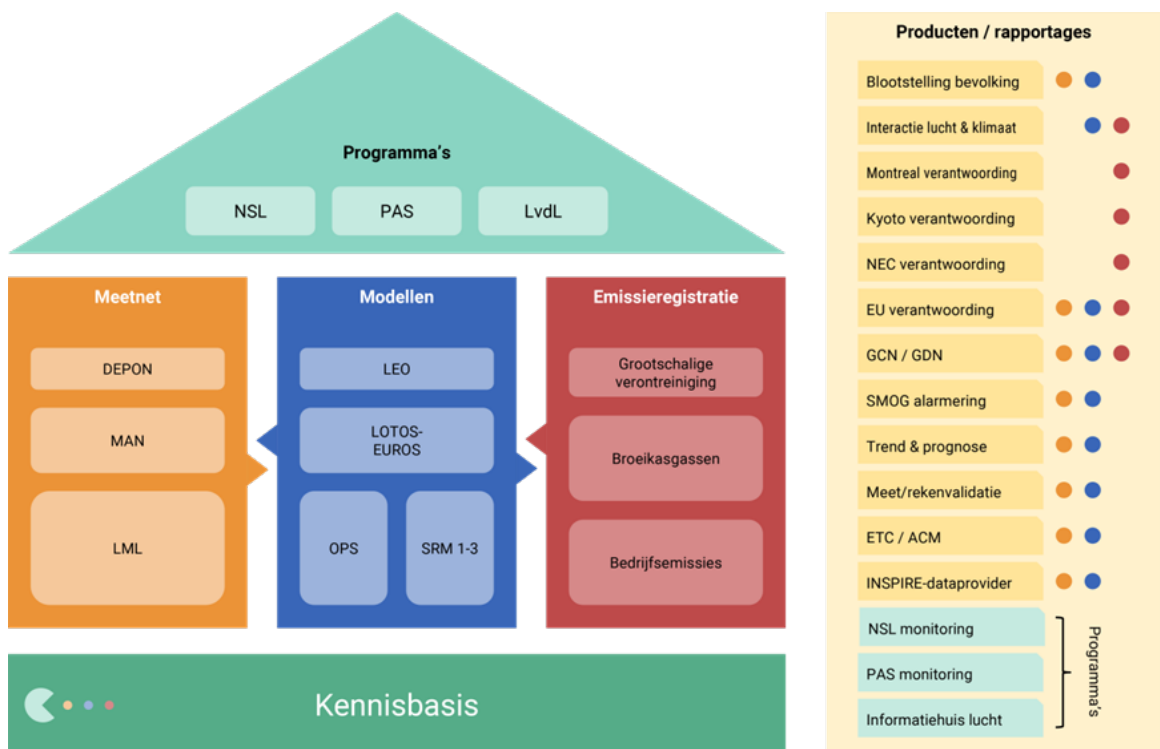 Programma's
NSL
PAS
LvdL
Meetnet
DEPON
MAN
LML
Modellen
LEO
LOTOS-
EUROS
OPS
SRM 1-3
Emissieregistratie
Grootschalige
verontreiniging
Broeikasgassen
Bedrijfsemissies
Kennisbasis
Producten / rapportages
Blootstelling bevolking
Interactie lucht & klimaat
Montreal verantwoording
Kyoto verantwoording
NEC verantwoording
EU verantwoording
GCN / GDN
SMOG alarmering
Trend & prognose
Meet/rekenvalidatie
ETC / ACM
INSPIRE-dataprovider
NSL monitoring
PAS monitoring
Informatiehuis lucht
Programma's